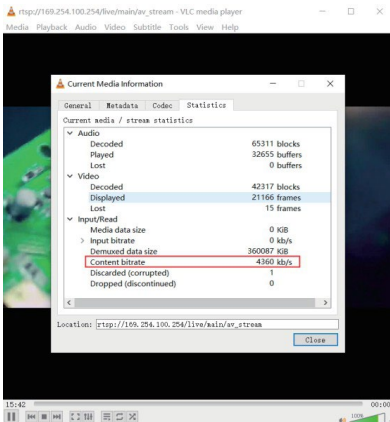 rtsp://169.254.100.254/live/main/av_stream - VLC media player
Media Playback Audio Video Subtitle Tools View Help
Current Media Information
General Metadata Codec Statistics
Current media / stream statistics
Audio
Decoded 65311 blocks
Played 32655 buffers
Lost 0 buffers
Video
Decoded 42317 blocks
Displayed 21166 frames
Lost 15 frames
Input/Read
Media data size 0 KiB
Input bitrate 0 kb/s
Demuxed data size 360087 KiB
Content bitrate 4360 kb/s
Discarded (corrupted) 1
Dropped (discontinued) 0
Location: rtsp://169.254.100.254/live/main/av_stream
Close
15:42 00:00
100%